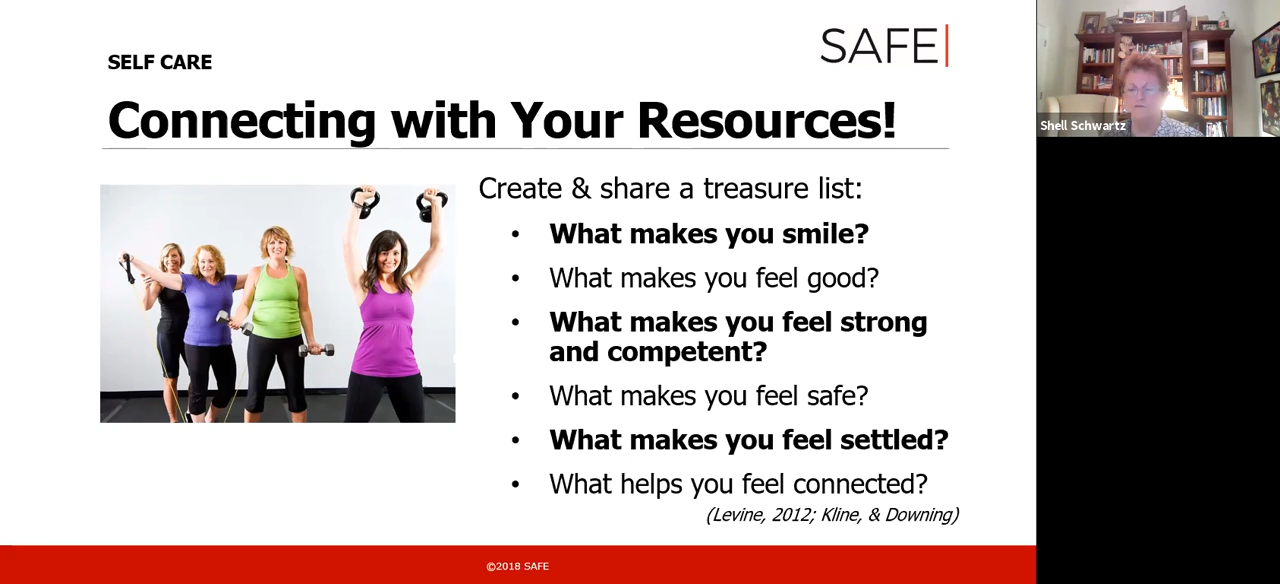 SAFE
SELF CARE
Connecting with Your Resources!
Create & share a treasure list:
• What makes you smile?
• What makes you feel good?
• What makes you feel strong
and competent?
• What makes you feel safe?
• What makes you feel settled?
• What helps you feel connected?
(Levine, 2012; Kline, & Downing)
©2018 SAFE
Shell Schwartz